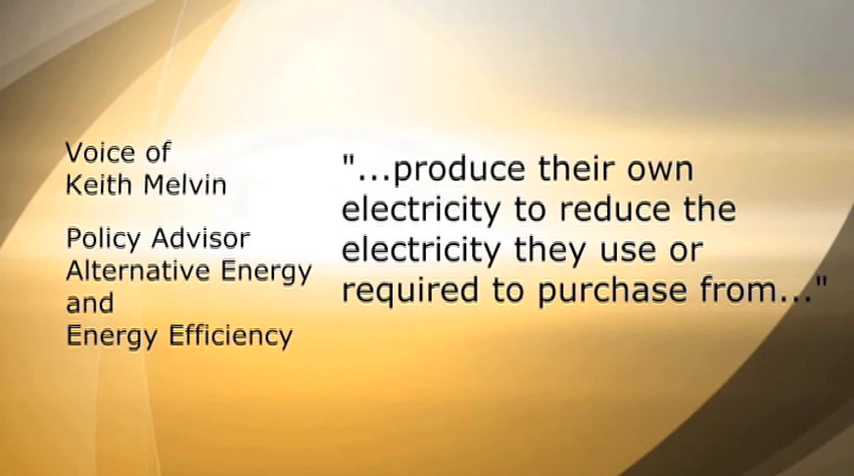 Voice of
Keith Melvin
Policy Advisor
Alternative Energy
and
Energy Efficiency
"...produce their own
electricity to reduce the
electricity they use or
required to purchase from..."